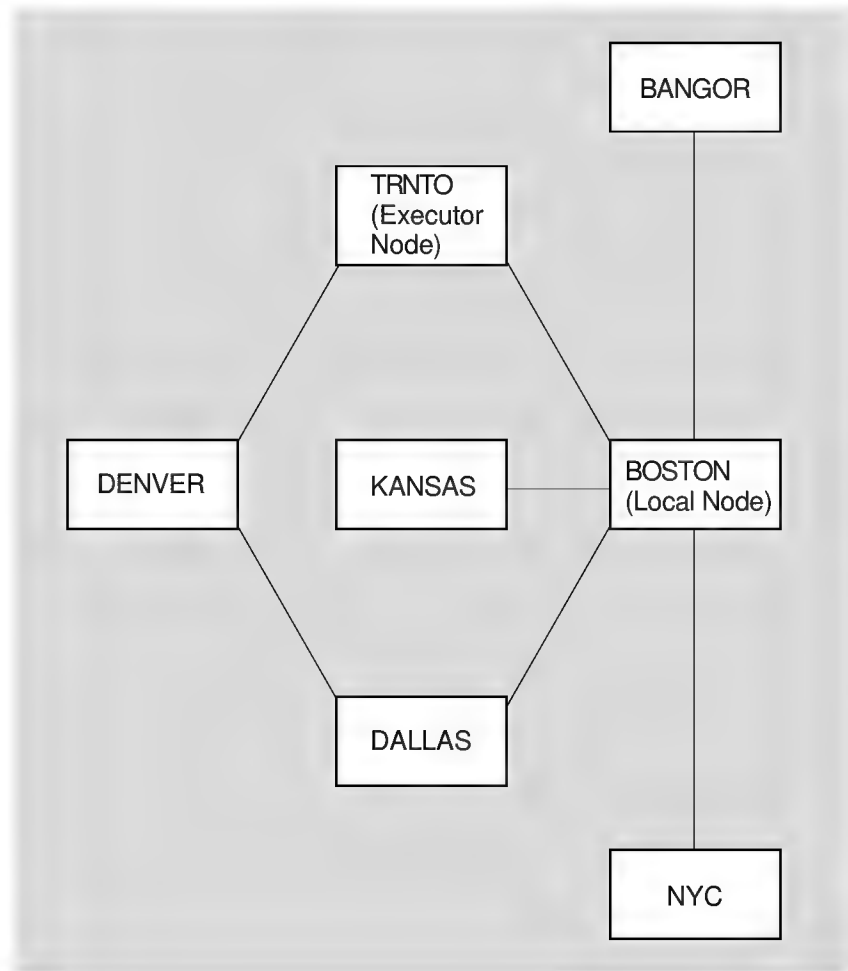 BANGOR
TRNTO
(Executor
Node)
DENVER
KANSAS
BOSTON
(Local Node)
DALLAS
NYC